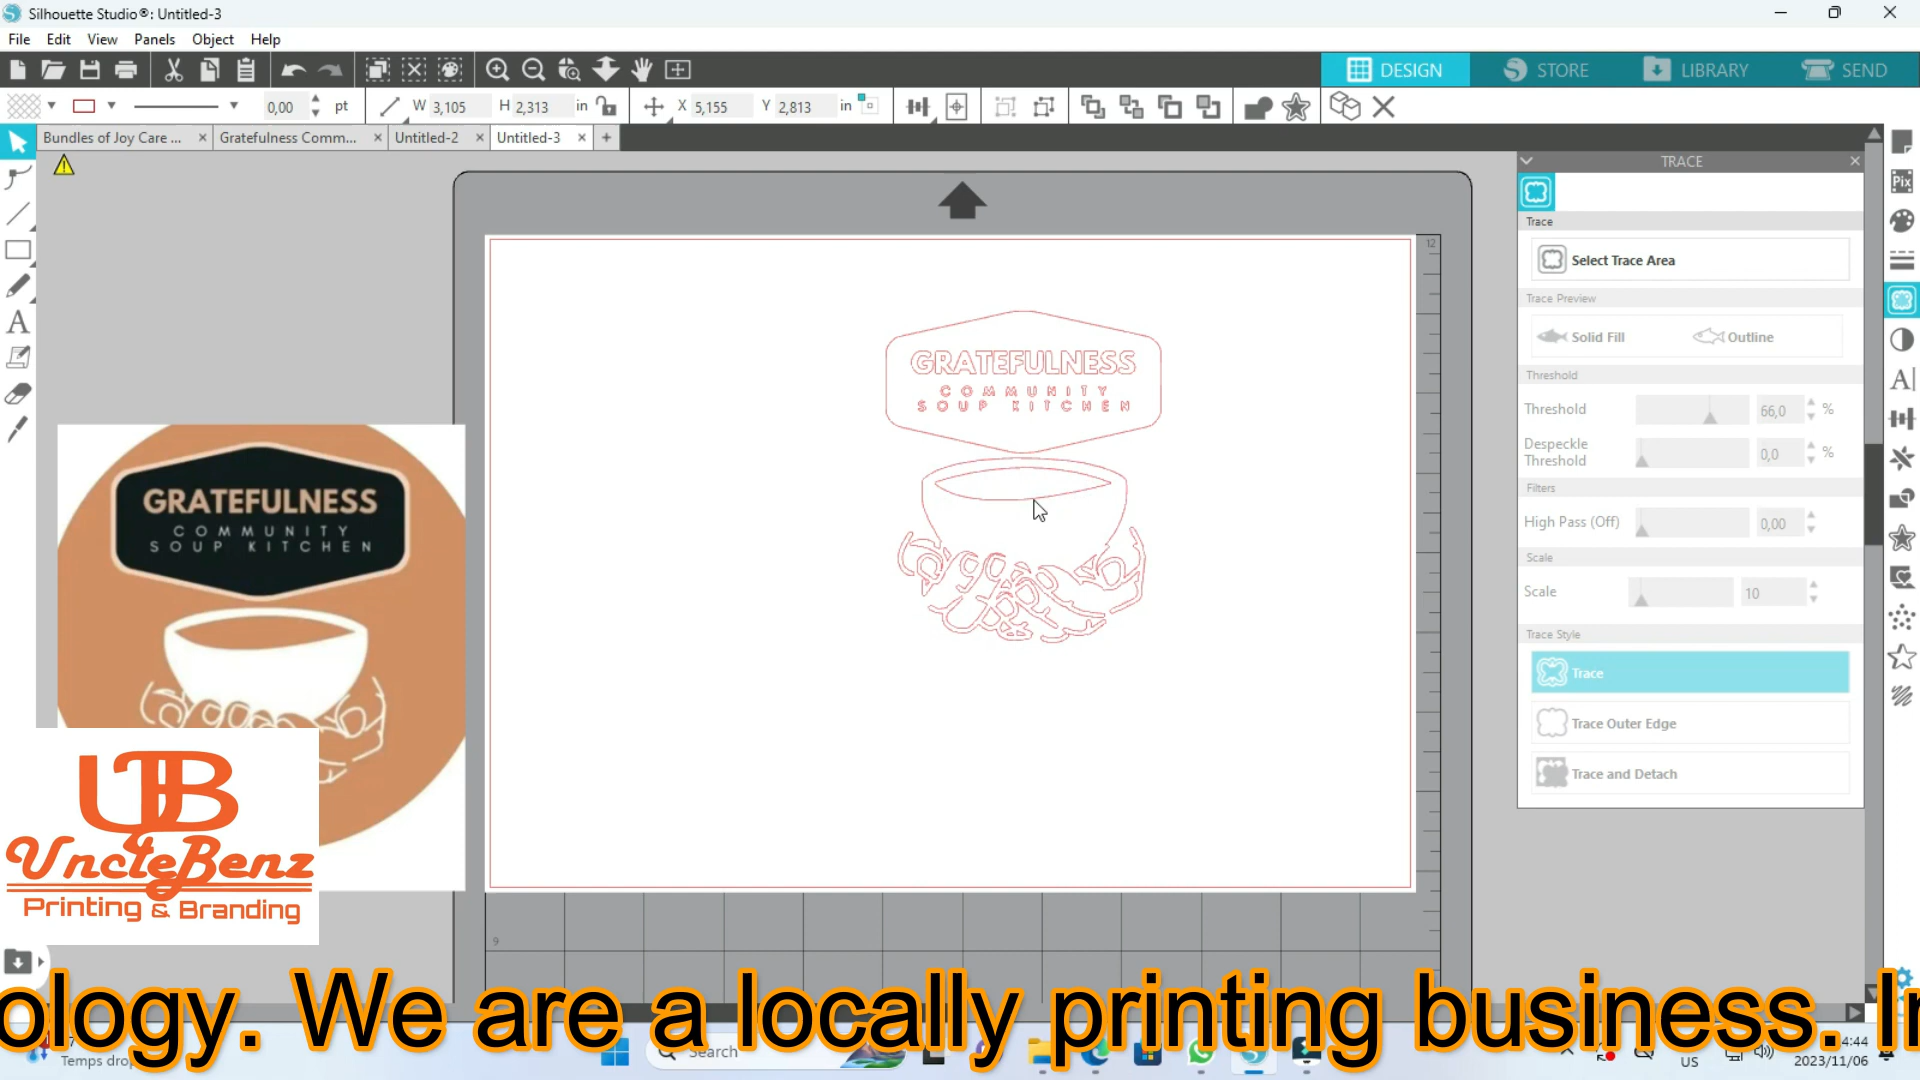 Silhouette Studio®: Untitled-3
File Edit View Panels Object Help
DESIGN STORE LIBRARY SEND
0,00 pt W 3,105 H 2,313 in X 5,155 Y 2,813 in
Bundles of Joy Care ... Gratefulness Comm... Untitled-2 Untitled-3
12
GRATEFULNESS
COMMUNITY
SOUP KITCHEN
GRATEFULNESS
COMMUNITY
SOUP KITCHEN
UB
UncleBenz
Printing & Branding
9
TRACE
Trace
Select Trace Area
Trace Preview
Solid Fill Outline
Threshold
Threshold 66,0 %
Despeckle
Threshold 0,0 %
Filters
High Pass (Off) 0,00
Scale
Scale 10
Trace Style
Trace
Trace Outer Edge
Trace and Detach
Pix
A
ology. We are a locally printing business. I
Search
US
4:44
2023/11/06